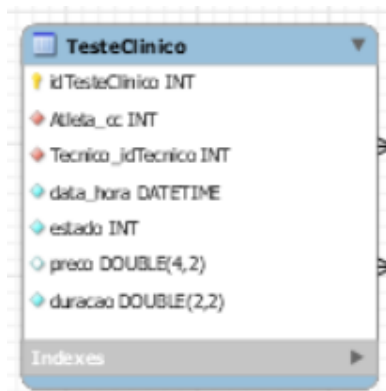 TesteClinico
idTesteClinico INT
Atleta_cc INT
Tecnico_idTecnico INT
data_hora DATETIME
estado INT
preco DOUBLE(4,2)
duracao DOUBLE(2,2)
Indexes